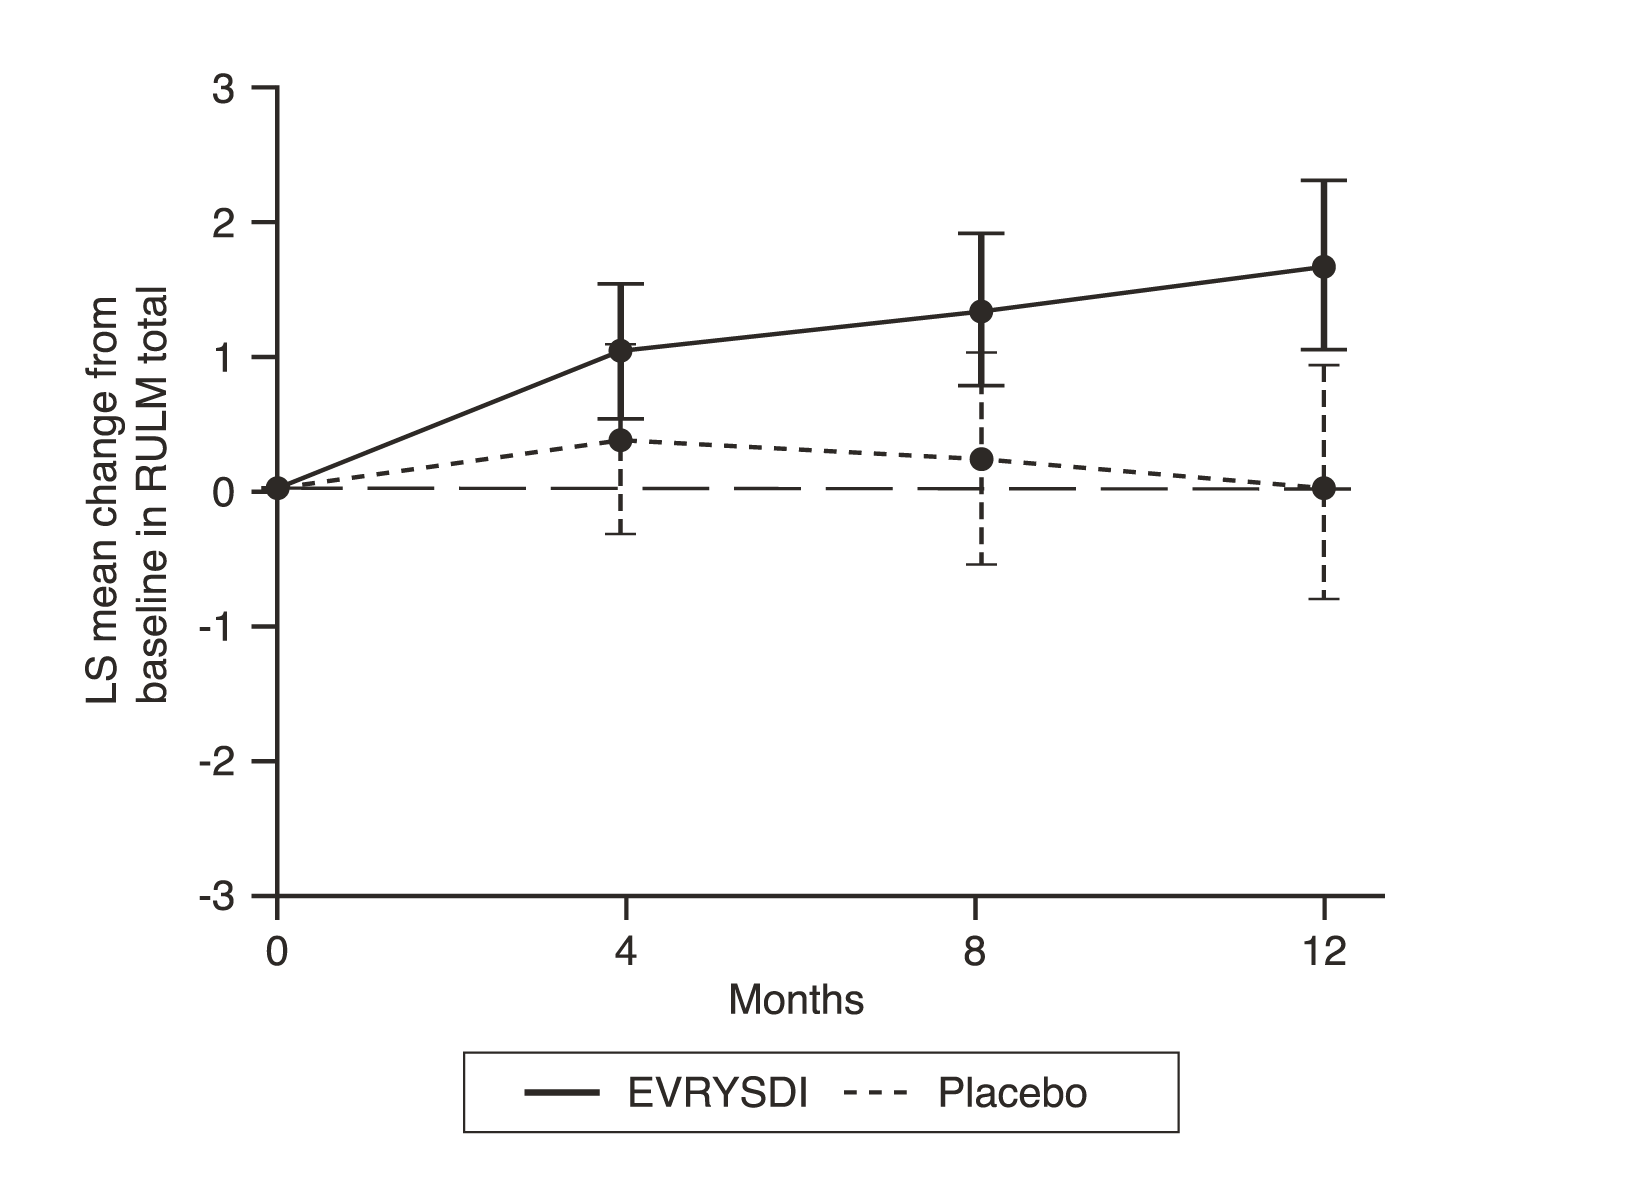 3
2
1
0
-1
-2
-3
LS mean change from
baseline in RULM total
0 4 8 12
Months
EVRYSDI Placebo